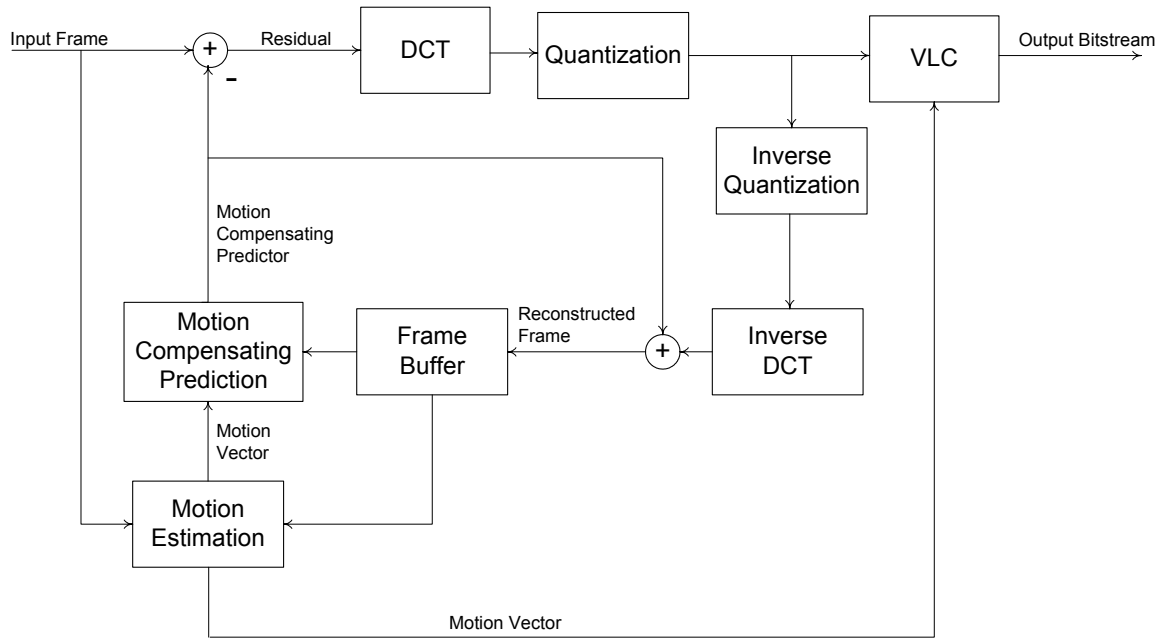 Input Frame
+
-
Residual
DCT
Quantization
VLC
Output Bitstream
Inverse
Quantization
Motion
Compensating
Predictor
Motion
Compensating
Prediction
Frame
Buffer
Reconstructed
Frame
+
Inverse
DCT
Motion
Vector
Motion
Estimation
Motion Vector